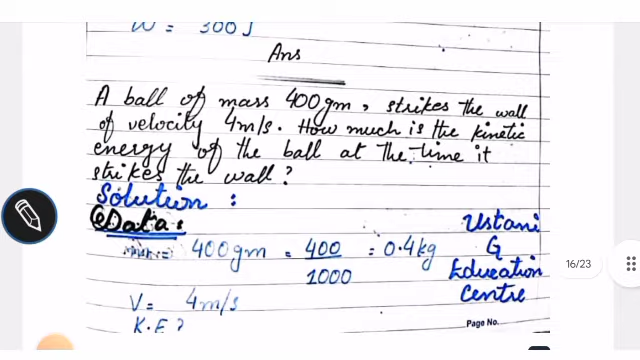 W = 300J
Ans
A ball of mass 400gm, strikes the wall
of velocity 4m/s. How much is the kinetic
energy of the ball at the time it
strikes the wall?
Solution :
Data:
400gm = 400/1000 = 0.4kg
V = 4m/s
K.E?
Ustani
G
Education
Centre
16/23
Page No.